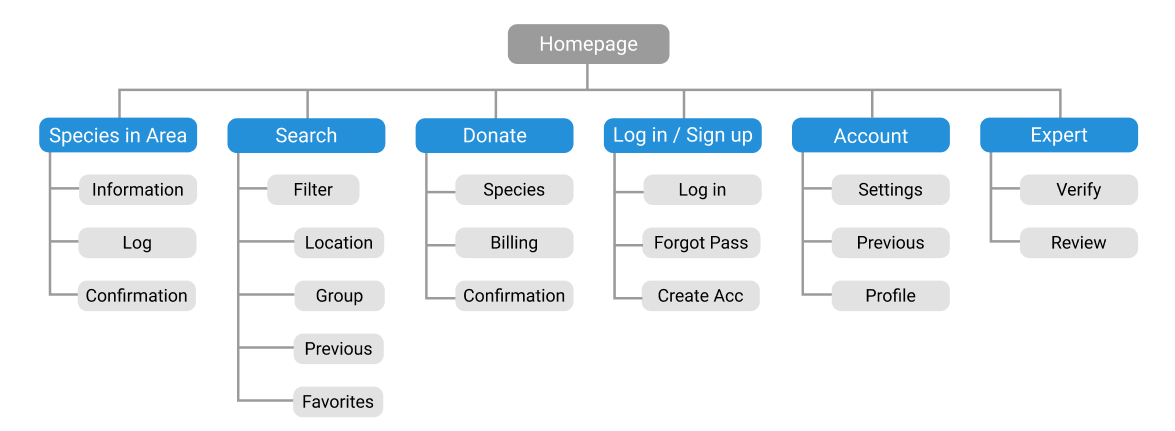 Homepage
Species in Area
Information
Log
Confirmation
Search
Filter
Location
Group
Previous
Favorites
Donate
Species
Billing
Confirmation
Log in / Sign up
Log in
Forgot Pass
Create Acc
Account
Settings
Previous
Profile
Expert
Verify
Review